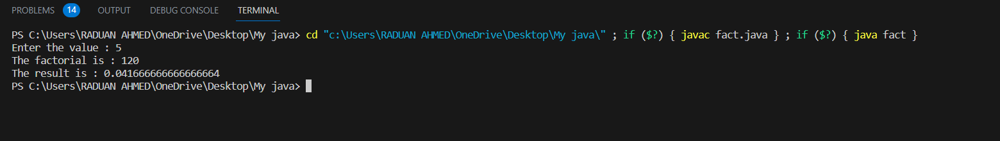 PROBLEMS 14 OUTPUT DEBUG CONSOLE TERMINAL
PS C:\Users\RADUAN AHMED\OneDrive\Desktop\My java> cd "c:\Users\RADUAN AHMED\OneDrive\Desktop\My java\" ; if ($?) { javac fact.java } ; if ($?) { java fact }
Enter the value : 5
The factorial is : 120
The result is : 0.041666666666666664
PS C:\Users\RADUAN AHMED\OneDrive\Desktop\My java>